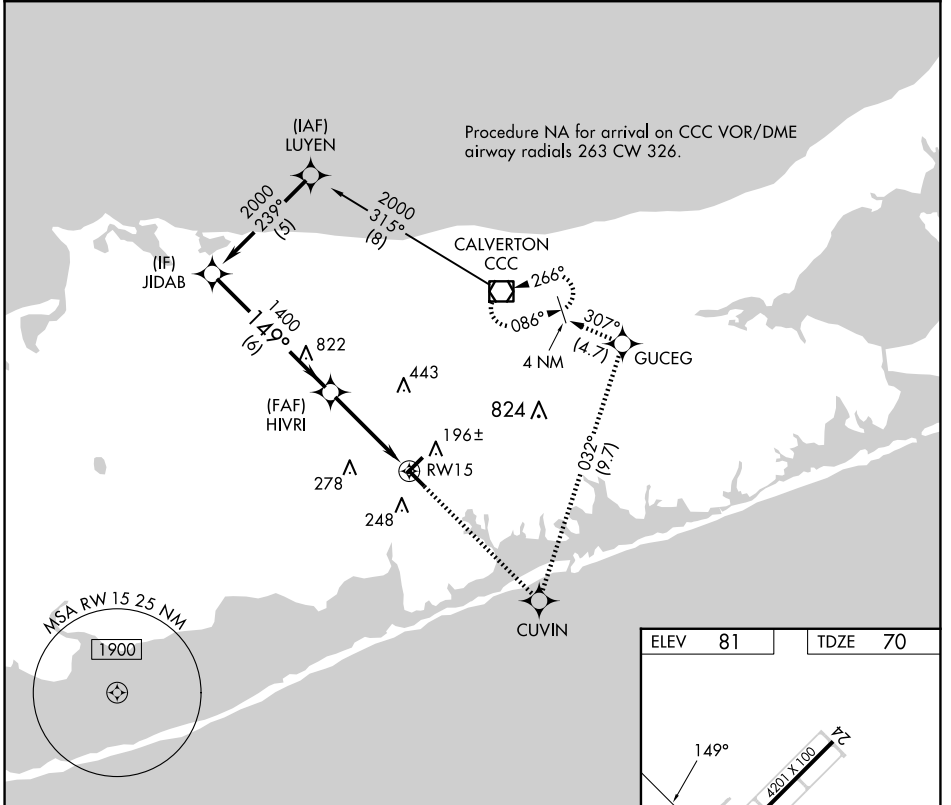 (IAF)
LUYEN
Procedure NA for arrival on CCC VOR/DME
airway radials 263 CW 326.
2000
239°
(5)
2000
315°
(8)
CALVERTON
CCC
(IF)
JIDAB
266°
086°
307°
(4.7)
4 NM
GUCEG
1400
149°
(6)
822
443
(FAF)
HIVRI
824
196±
RW15
278
248
032°
(9.7)
CUVIN
MSA RW 15 25 NM
1900
ELEV 81
TDZE 70
149°
4201 X 100
24